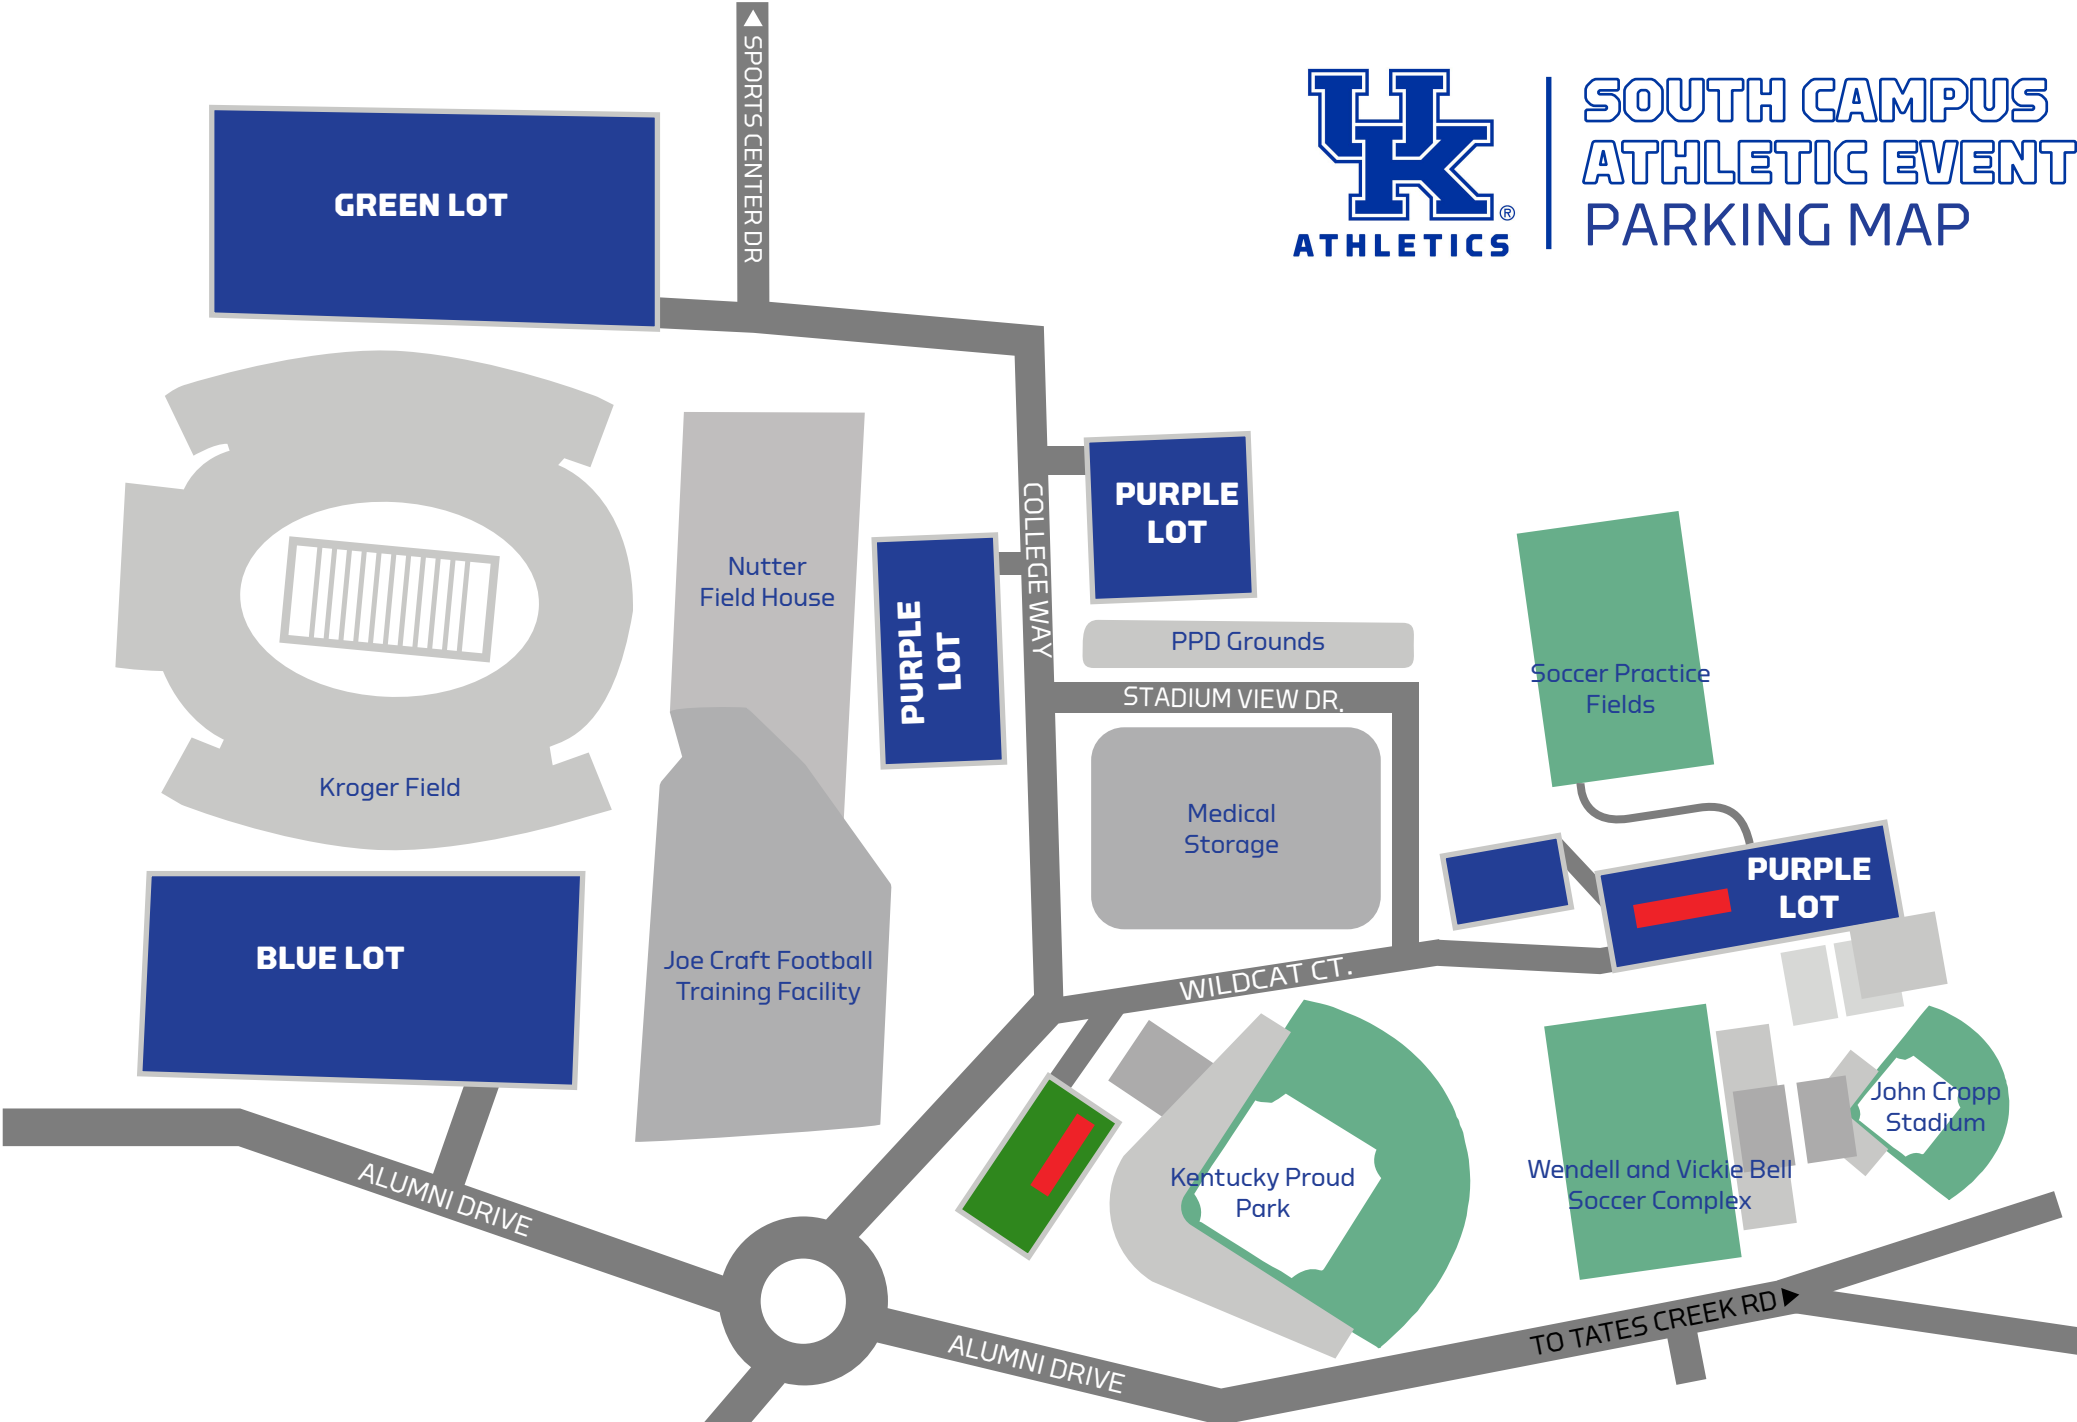 ▲ SPORTS CENTER DR
UK
®
ATHLETICS
SOUTH CAMPUS
ATHLETIC EVENT
PARKING MAP
GREEN LOT
COLLEGE WAY
PURPLE
LOT
Nutter
Field House
PURPLE
LOT
PPD Grounds
STADIUM VIEW DR.
Soccer Practice
Fields
Kroger Field
Medical
Storage
PURPLE
LOT
BLUE LOT
Joe Craft Football
Training Facility
WILDCAT CT.
John Cropp
Stadium
Kentucky Proud
Park
Wendell and Vickie Bell
Soccer Complex
ALUMNI DRIVE
ALUMNI DRIVE
TO TATES CREEK RD ▶